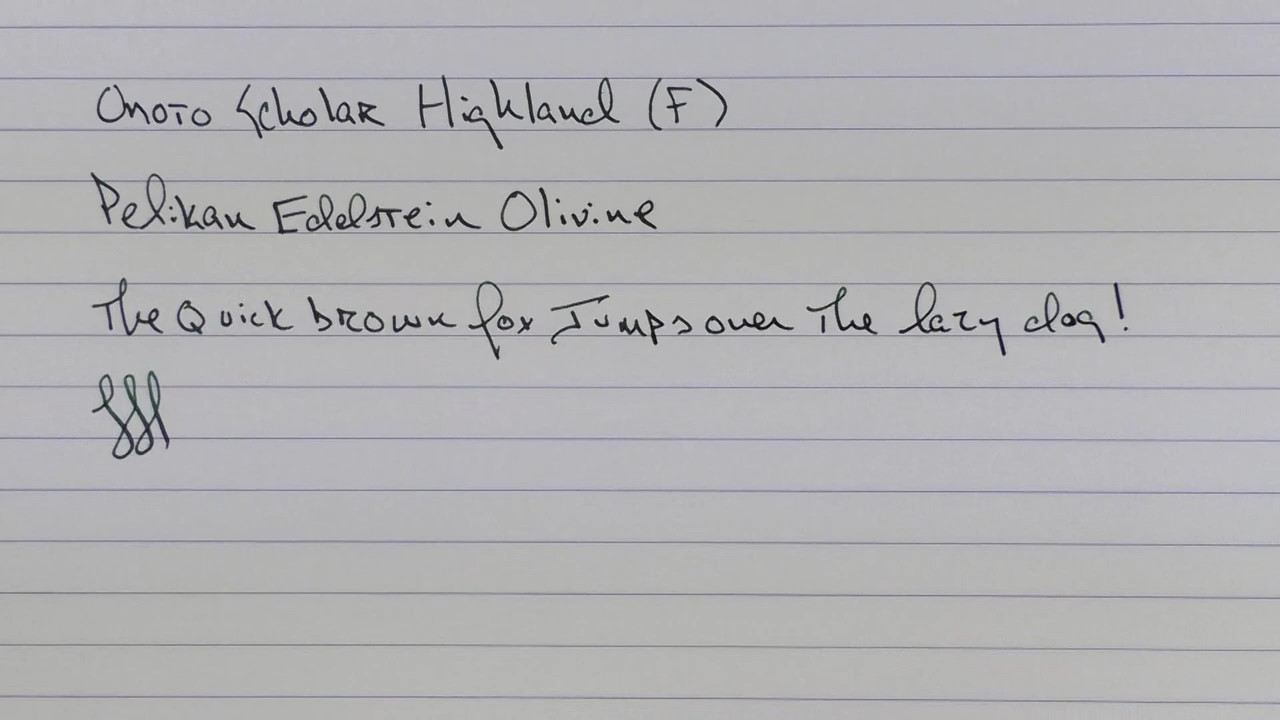 Onoto Scholar Highland (F)
Pelikan Edelstein Olivine
The Quick brown fox Jumps over The lazy dog!